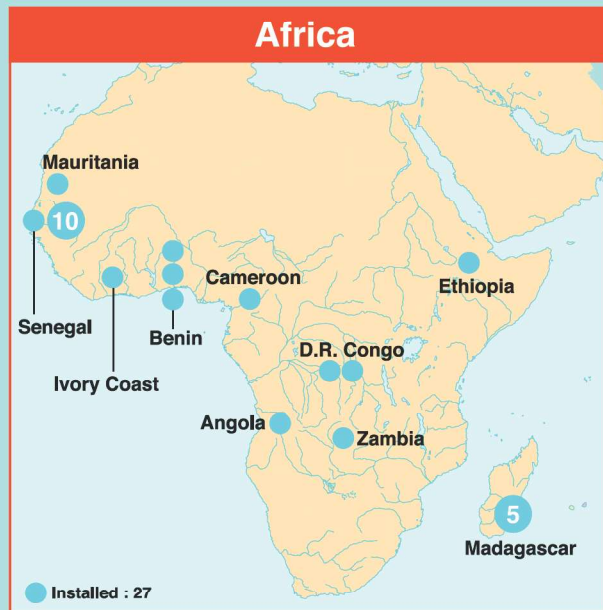 Africa
Mauritania
10
Cameroon
Ethiopia
Senegal
Benin
D.R. Congo
Ivory Coast
Angola
Zambia
5
Madagascar
Installed : 27